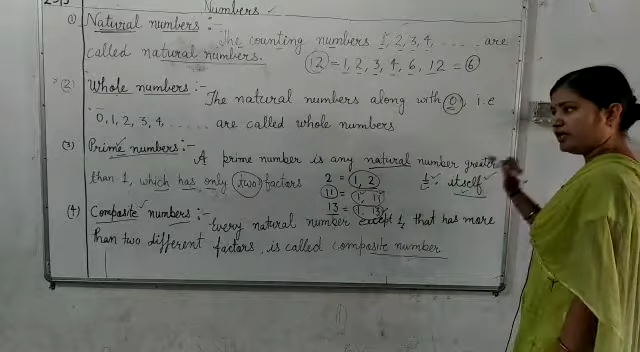 Numbers
(1) Natural numbers :- The counting numbers 1, 2, 3, 4, ..... are
called natural numbers. 12 = 1, 2, 3, 4, 6, 12 = 6
(2) Whole numbers :- The natural numbers along with 0, i.e
0, 1, 2, 3, 4, ..... are called whole numbers
(3) Prime numbers :- A prime number is any natural number greater
than 1, which has only two factors 2 = 1, 2 1 itself
11 = 1, 11
13 = 1, 13
(4) Composite numbers :- Every natural number except 1, that has more
than two different factors, is called composite number